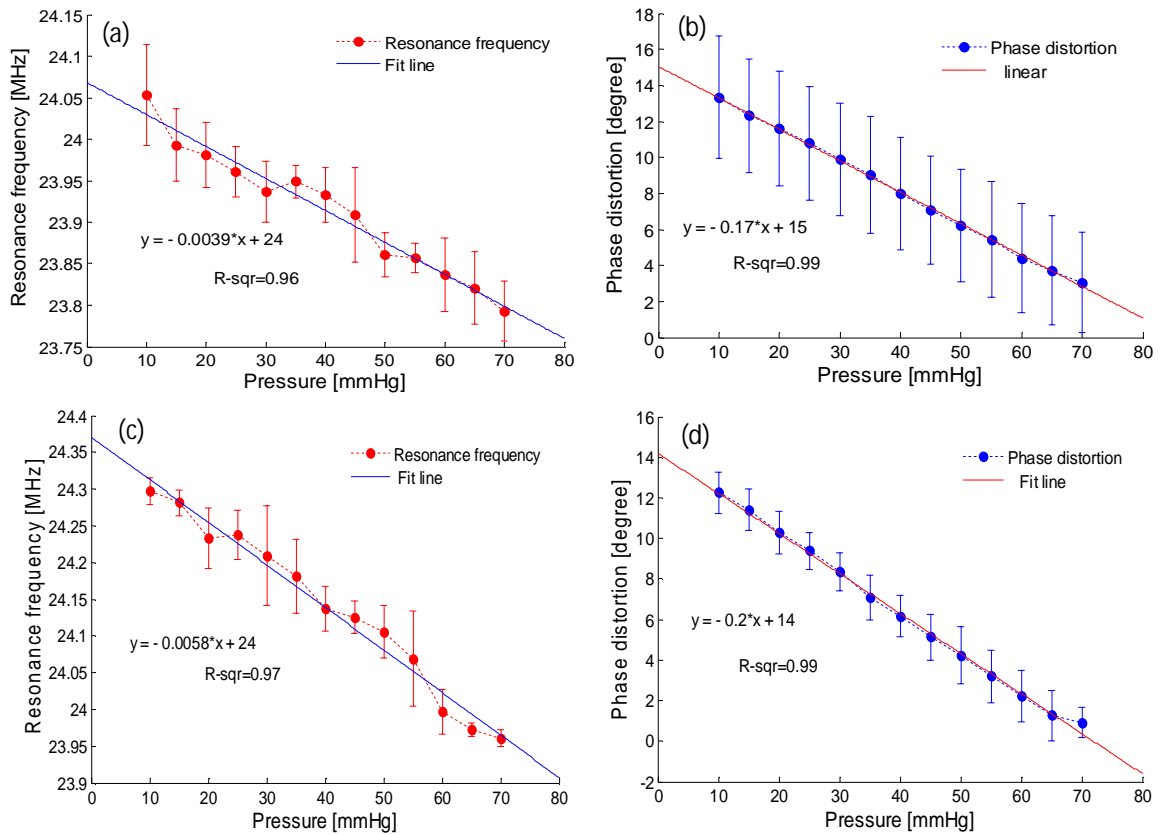 (a)
Resonance frequency
Fit line
y = - 0.0039*x + 24
R-sqr=0.96
Resonance frequency [MHz]
24.15
24.1
24.05
24
23.95
23.9
23.85
23.8
23.75
0 10 20 30 40 50 60 70 80
Pressure [mmHg]
(b)
Phase distortion
linear
y = - 0.17*x + 15
R-sqr=0.99
Phase distortion [degree]
18
16
14
12
10
8
6
4
2
0
0 10 20 30 40 50 60 70 80
Pressure [mmHg]
(c)
Resonance frequency
Fit line
y = - 0.0058*x + 24
R-sqr=0.97
Resonance frequency [MHz]
24.4
24.35
24.3
24.25
24.2
24.15
24.1
24.05
24
23.95
23.9
0 10 20 30 40 50 60 70 80
Pressure [mmHg]
(d)
Phase distortion
Fit line
y = - 0.2*x + 14
R-sqr=0.99
Phase distortion [degree]
16
14
12
10
8
6
4
2
0
-2
0 10 20 30 40 50 60 70 80
Pressure [mmHg]